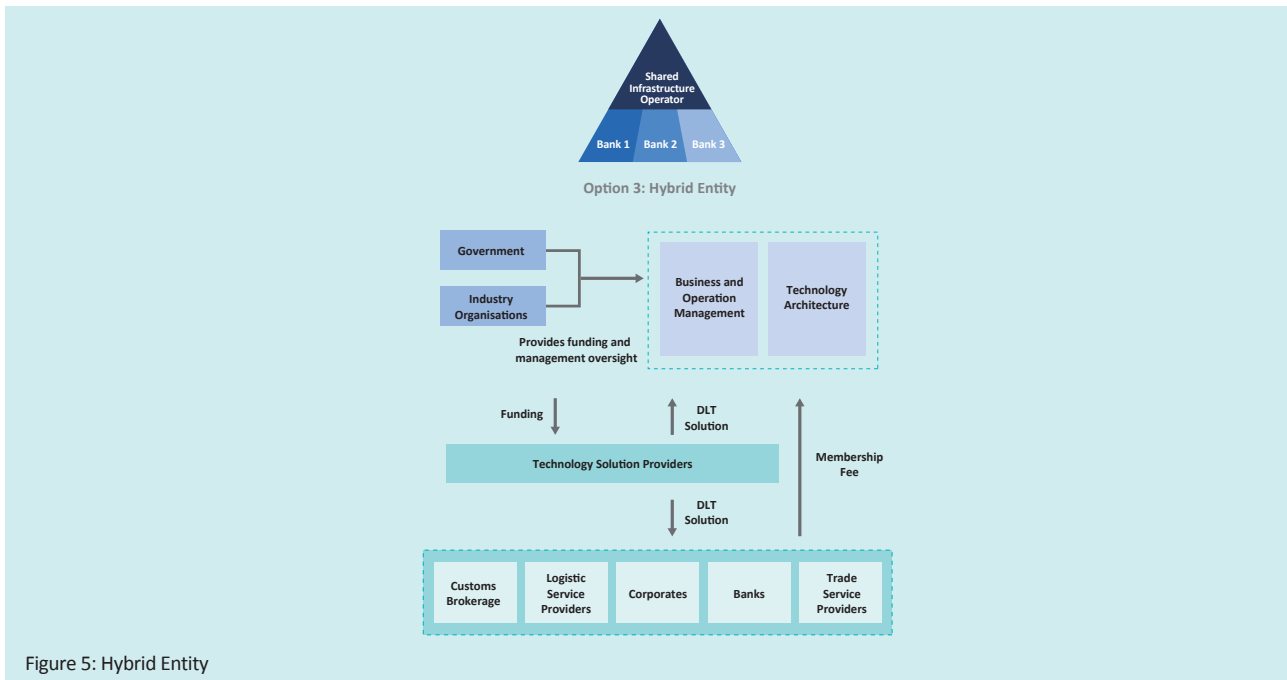 Shared
Infrastructure
Operator
Bank 1
Bank 2
Bank 3
Option 3: Hybrid Entity
Government
Industry
Organisations
Provides funding and
management oversight
Business and
Operation
Management
Technology
Architecture
Funding
DLT
Solution
Technology Solution Providers
Membership
Fee
DLT
Solution
Customs
Brokerage
Logistic
Service
Providers
Corporates
Banks
Trade
Service
Providers
Figure 5: Hybrid Entity